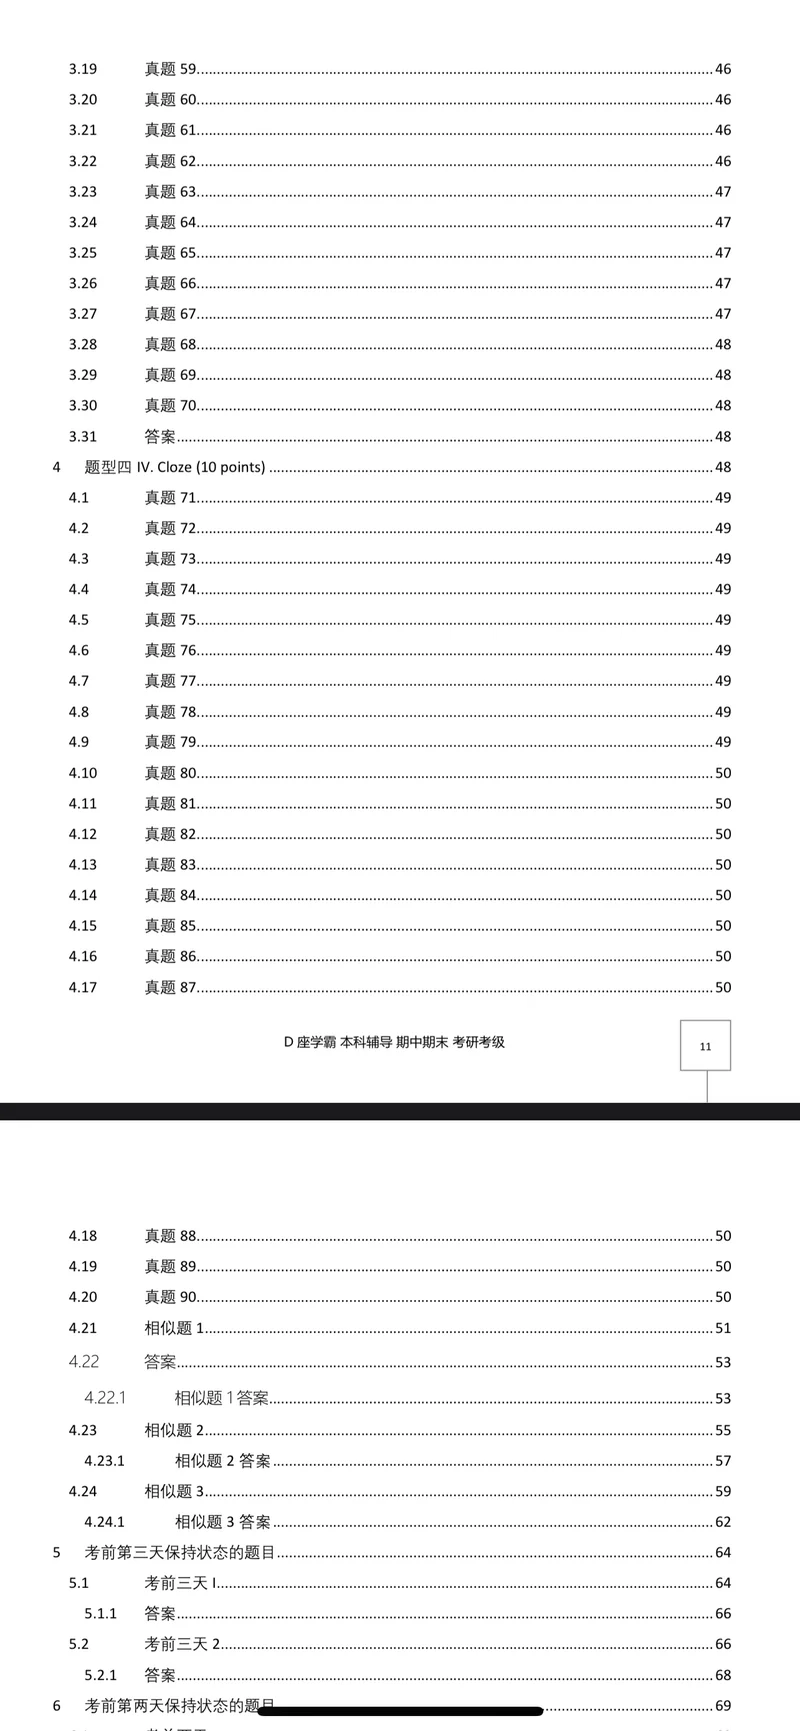 3.19 真题 59 46
3.20 真题 60 46
3.21 真题 61 46
3.22 真题 62 46
3.23 真题 63 47
3.24 真题 64 47
3.25 真题 65 47
3.26 真题 66 47
3.27 真题 67 47
3.28 真题 68 48
3.29 真题 69 48
3.30 真题 70 48
3.31 答案 48
4 题型四 IV. Cloze (10 points) 48
4.1 真题 71 49
4.2 真题 72 49
4.3 真题 73 49
4.4 真题 74 49
4.5 真题 75 49
4.6 真题 76 49
4.7 真题 77 49
4.8 真题 78 49
4.9 真题 79 49
4.10 真题 80 50
4.11 真题 81 50
4.12 真题 82 50
4.13 真题 83 50
4.14 真题 84 50
4.15 真题 85 50
4.16 真题 86 50
4.17 真题 87 50
D 座学霸 本科辅导 期中期末 考研考级 11
4.18 真题 88 50
4.19 真题 89 50
4.20 真题 90 50
4.21 相似题 1 51
4.22 答案 53
4.22.1 相似题 1 答案 53
4.23 相似题 2 55
4.23.1 相似题 2 答案 57
4.24 相似题 3 59
4.24.1 相似题 3 答案 62
5 考前第三天保持状态的题目 64
5.1 考前三天 I 64
5.1.1 答案 66
5.2 考前三天 2 66
5.2.1 答案 68
6 考前第两天保持状态的题目 69